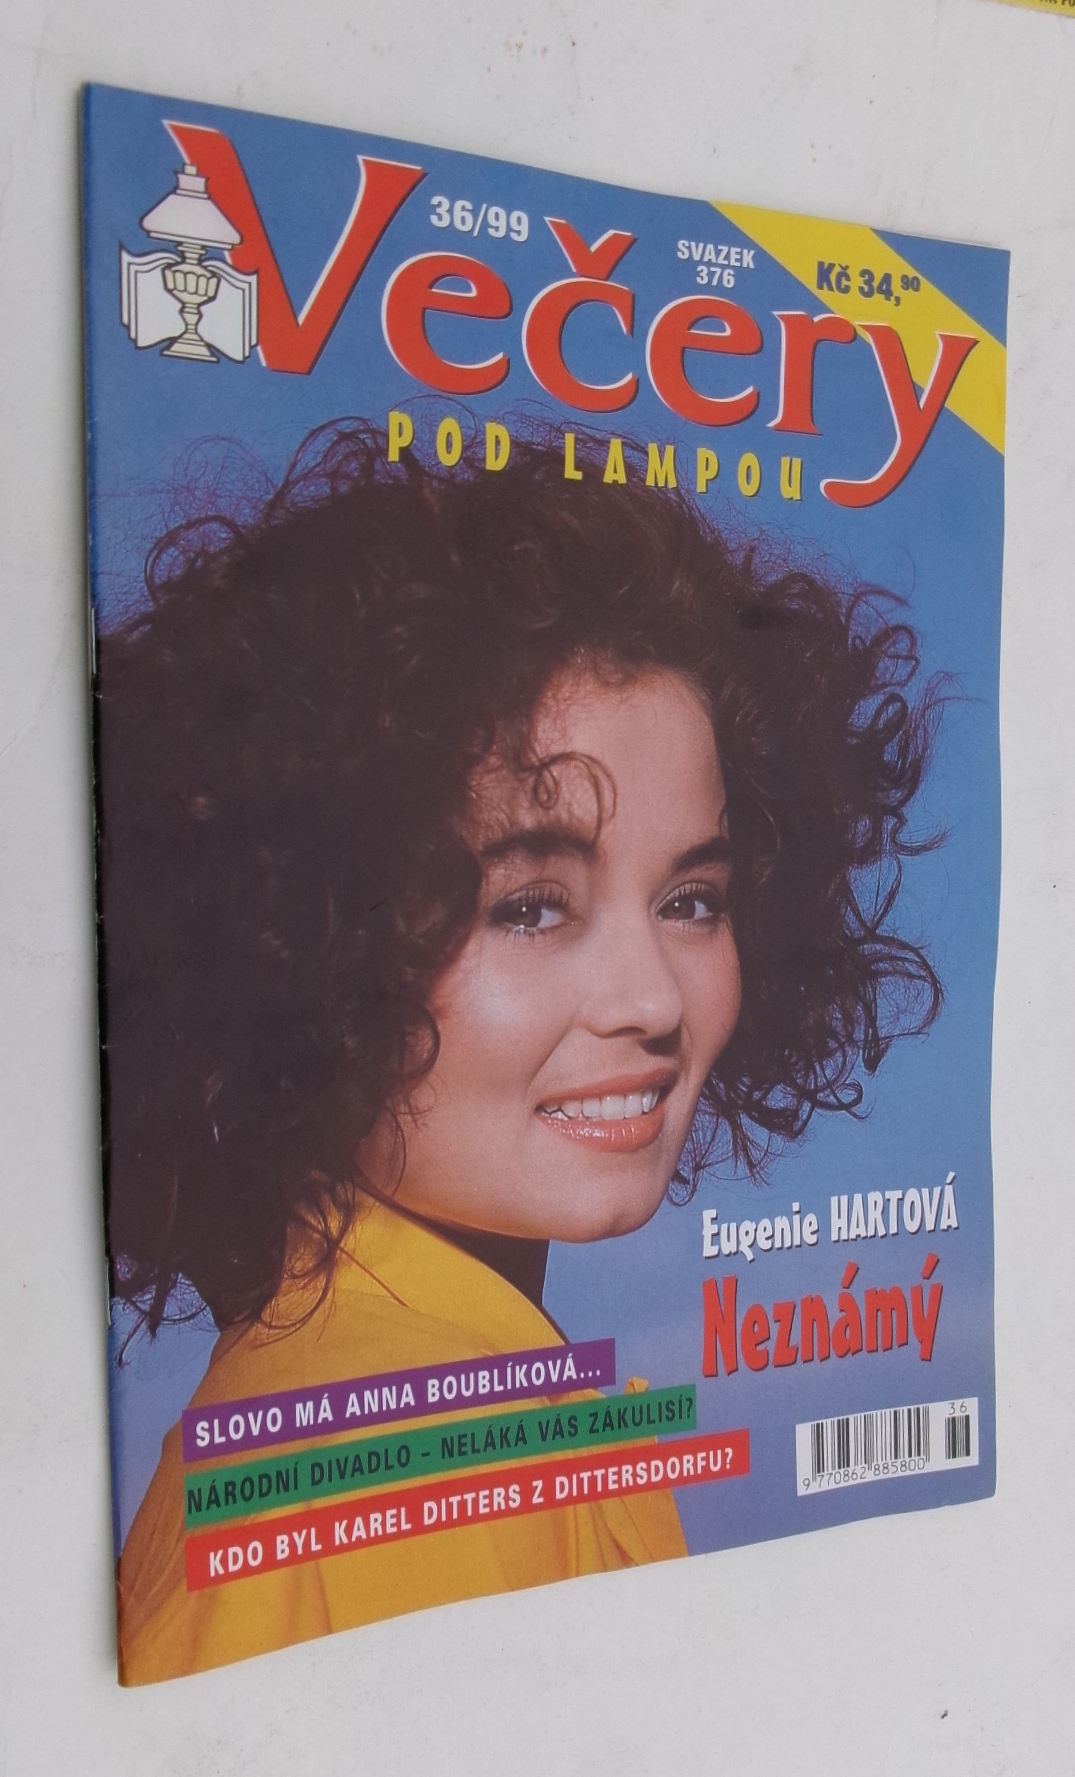 Večery
36/99
SVAZEK
376
Kč 34,90
POD LAMPOU
Eugenie HARTOVÁ
Neznámý
SLOVO MÁ ANNA BOUBLÍKOVÁ...
NÁRODNÍ DIVADLO – NELÁKÁ VÁS ZÁKULISÍ?
KDO BYL KAREL DITTERS Z DITTERSDORFU?
36
9 770862 885800